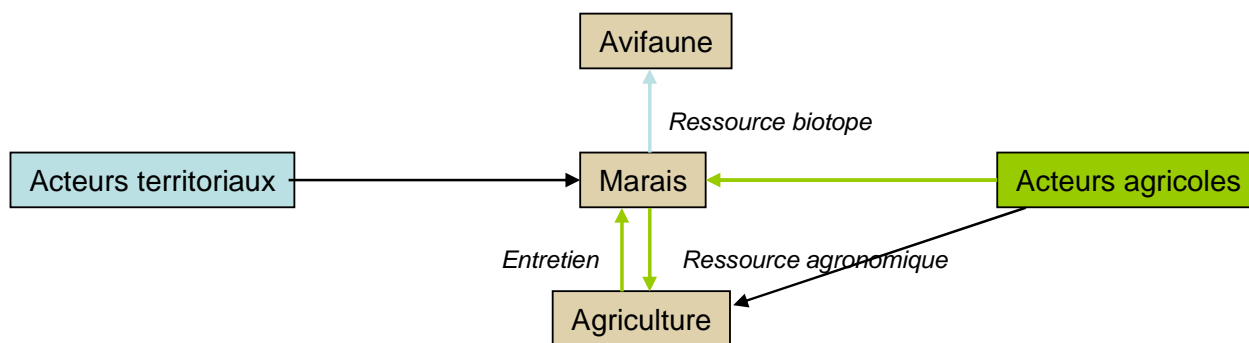 Avifaune
Ressource biotope
Acteurs territoriaux
Marais
Acteurs agricoles
Entretien
Ressource agronomique
Agriculture